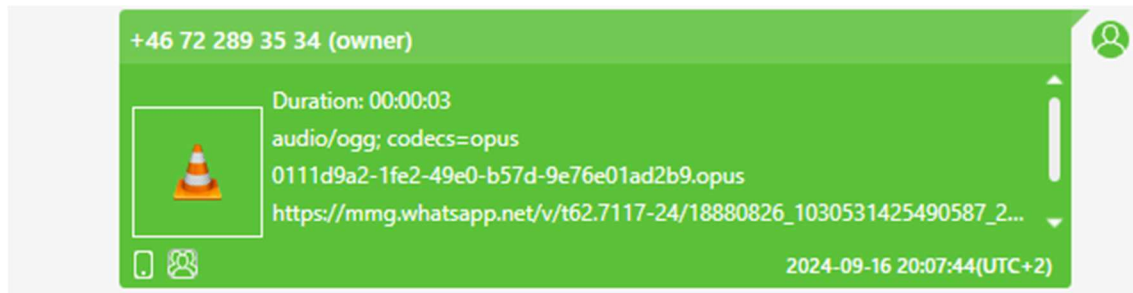 +46 72 289 35 34 (owner)
Duration: 00:00:03
audio/ogg; codecs=opus
0111d9a2-1fe2-49e0-b57d-9e76e01ad2b9.opus
https://mmg.whatsapp.net/v/t62.7117-24/18880826_1030531425490587_2...
2024-09-16 20:07:44(UTC+2)